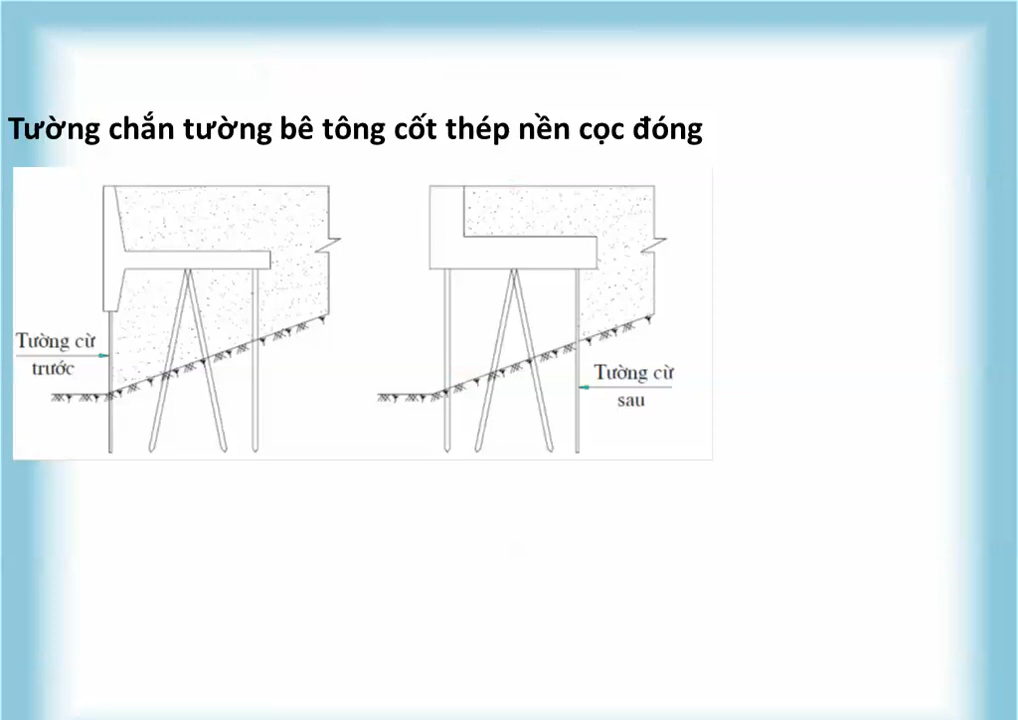 Tường chắn tường bê tông cốt thép nền cọc đóng
Tường cừ
trước
Tường cừ
sau